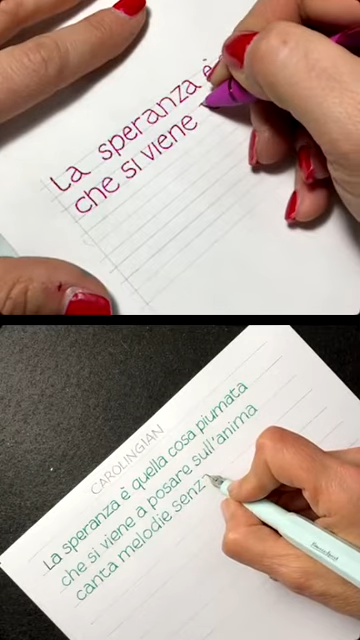 La speranza è
che si viene
CAROLINGIAN
La speranza è quella cosa piumata
che si viene a posare sull'anima
canta melodie senz